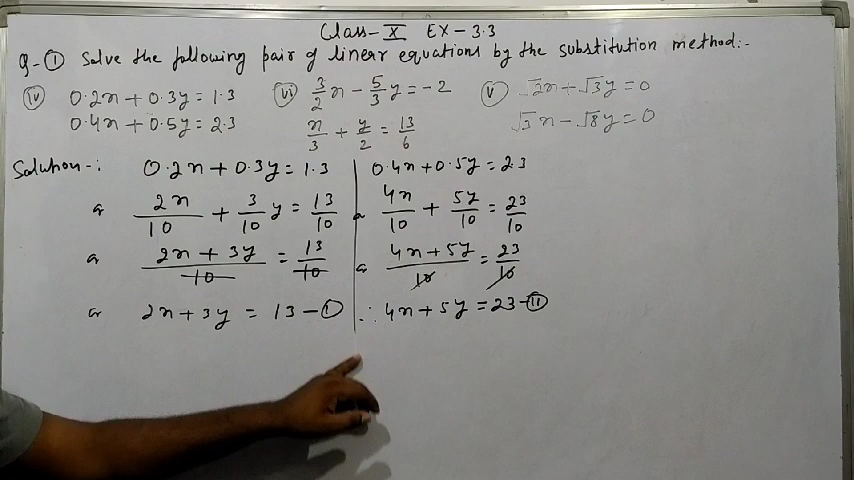 Class-X EX-3.3
Q-① Solve the following pair of linear equations by the substitution method:-
(iv) 0.2x + 0.3y = 1.3 (vi) 3/2 x - 5/3 y = -2 (v) √2x + √3y = 0
0.4x + 0.5y = 2.3 x/3 + y/2 = 13/6 √3x - √8y = 0
Solution-: 0.2x + 0.3y = 1.3 | 0.4x + 0.5y = 2.3
or 2x/10 + 3/10 y = 13/10 | or 4x/10 + 5y/10 = 23/10
or (2x + 3y)/10 = 13/10 | or (4x + 5y)/10 = 23/10
or 2x + 3y = 13 - ① | ∴ 4x + 5y = 23 - ⑪